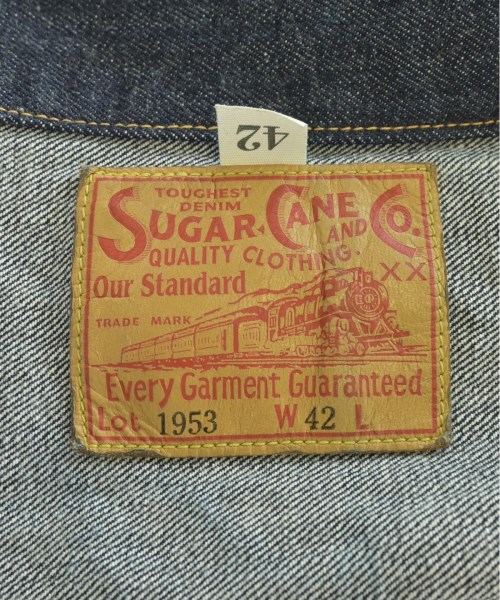 42
TOUGHEST
DENIM
SUGAR CANE AND Co.
QUALITY CLOTHING.
Our Standard
XX
TRADE MARK
Every Garment Guaranteed
Lot 1953 W 42 L